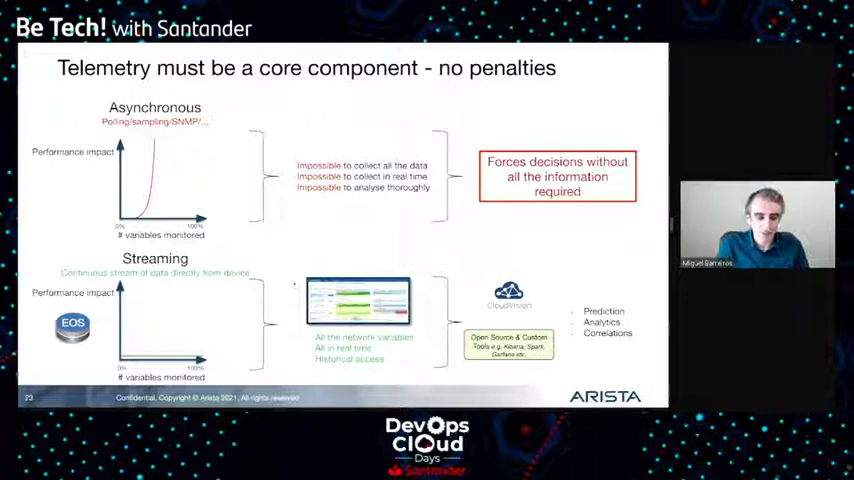 Be Tech! with Santander
Telemetry must be a core component - no penalties
Asynchronous
Polling/sampling/SNMP/...
Performance impact
0%
100%
# variables monitored
Impossible to collect all the data
Impossible to collect in real time
Impossible to analyse thoroughly
Forces decisions without
all the information
required
Streaming
Continuous stream of data directly from device
Performance impact
EOS
0%
100%
# variables monitored
All the network variables
All in real time
Historical access
CloudVision
Open Source & Custom
Tools e.g. Kibana, Spark,
Grafana etc.
- Prediction
- Analytics
- Correlations
Miguel Barreiros
23
Confidential. Copyright © Arista 2021. All rights reserved
ARISTA
DevOps
Cloud
Days
Santander